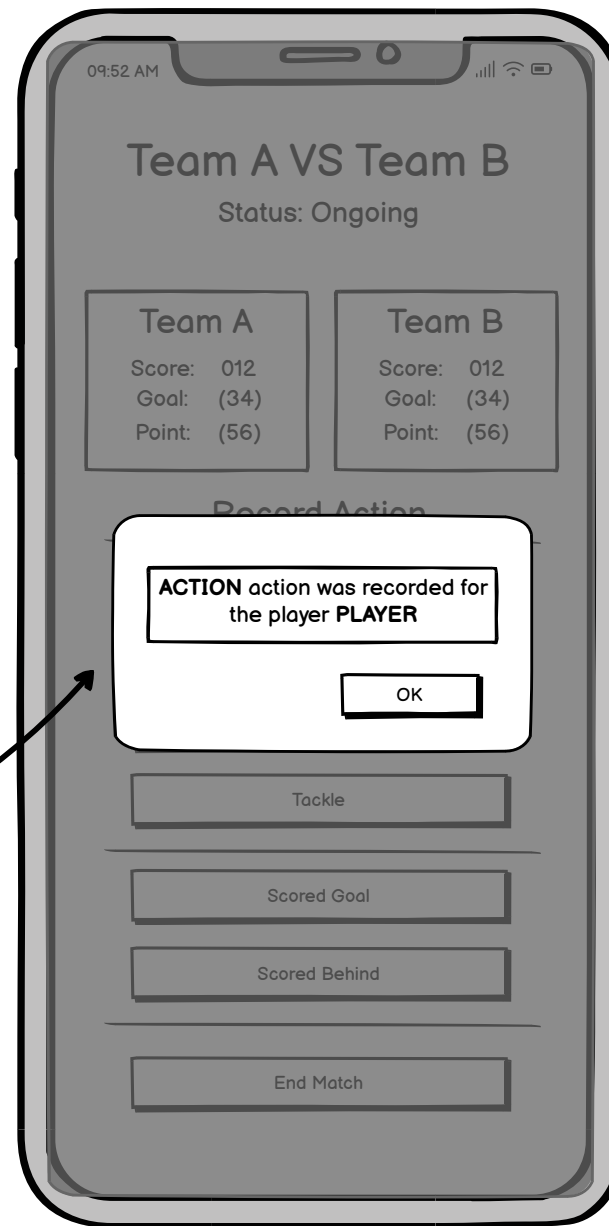 09:52 AM
Team A VS Team B
Status: Ongoing
Team A
Score: 012
Goal: (34)
Point: (56)
Team B
Score: 012
Goal: (34)
Point: (56)
Record Action
ACTION action was recorded for
the player PLAYER
OK
Tackle
Scored Goal
Scored Behind
End Match